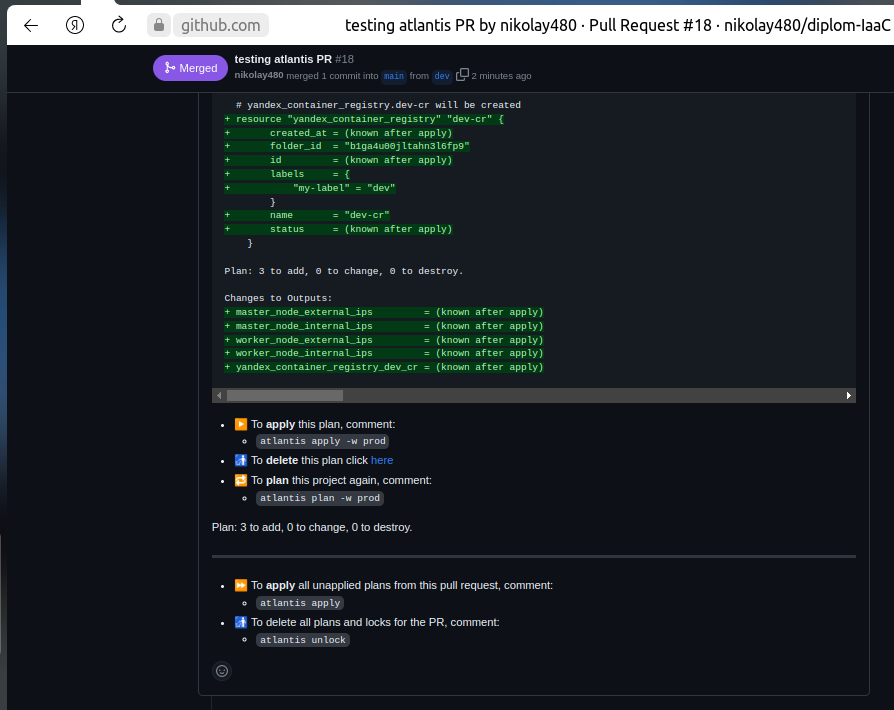 github.com
testing atlantis PR by nikolay480 · Pull Request #18 · nikolay480/diplom-IaaC
Merged
testing atlantis PR #18
nikolay480 merged 1 commit into main from dev 2 minutes ago
# yandex_container_registry.dev-cr will be created
+ resource "yandex_container_registry" "dev-cr" {
+ created_at = (known after apply)
+ folder_id = "b1ga4u00jltahn3l6fp9"
+ id = (known after apply)
+ labels = {
+ "my-label" = "dev"
}
+ name = "dev-cr"
+ status = (known after apply)
}
Plan: 3 to add, 0 to change, 0 to destroy.
Changes to Outputs:
+ master_node_external_ips = (known after apply)
+ master_node_internal_ips = (known after apply)
+ worker_node_external_ips = (known after apply)
+ worker_node_internal_ips = (known after apply)
+ yandex_container_registry_dev_cr = (known after apply)
To apply this plan, comment:
atlantis apply -w prod
To delete this plan click here
To plan this project again, comment:
atlantis plan -w prod
Plan: 3 to add, 0 to change, 0 to destroy.
To apply all unapplied plans from this pull request, comment:
atlantis apply
To delete all plans and locks for the PR, comment:
atlantis unlock